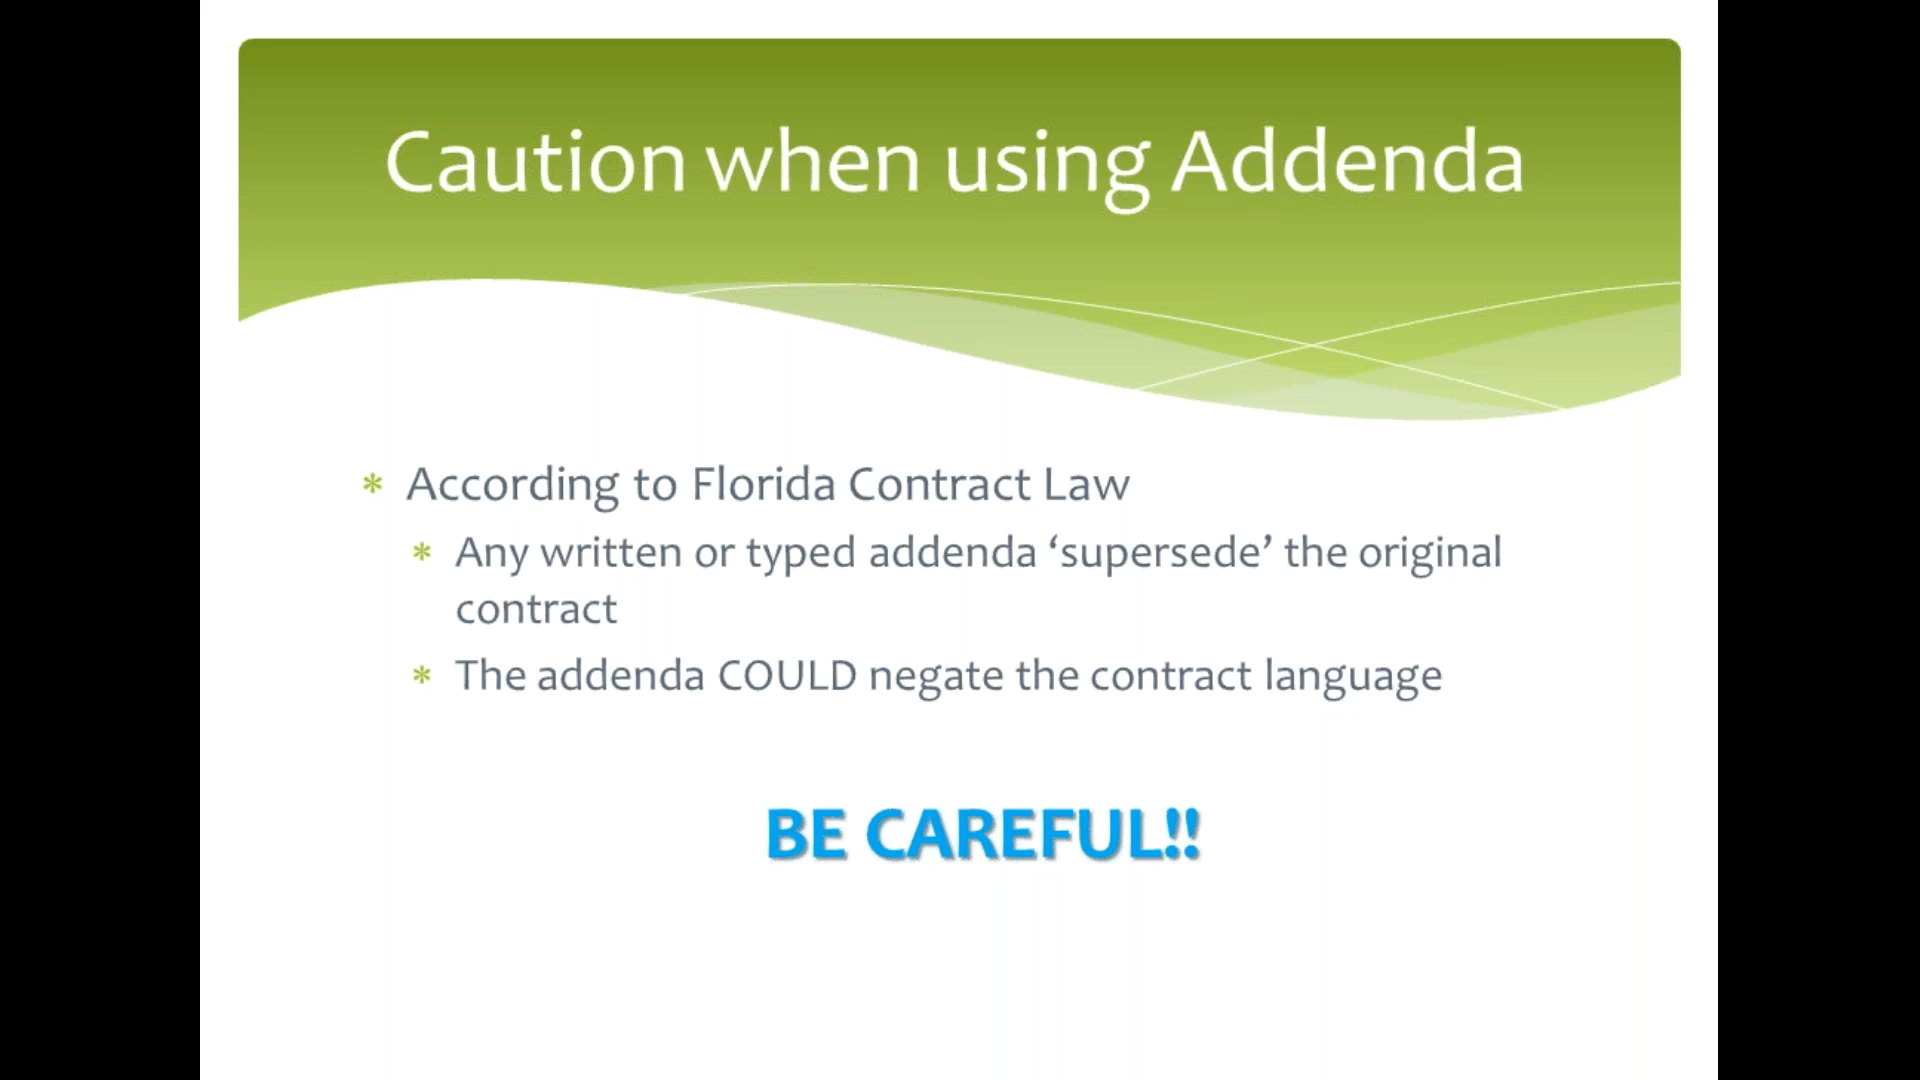 Caution when using Addenda
* According to Florida Contract Law
* Any written or typed addenda ‘supersede’ the original
contract
* The addenda COULD negate the contract language
BE CAREFUL!!